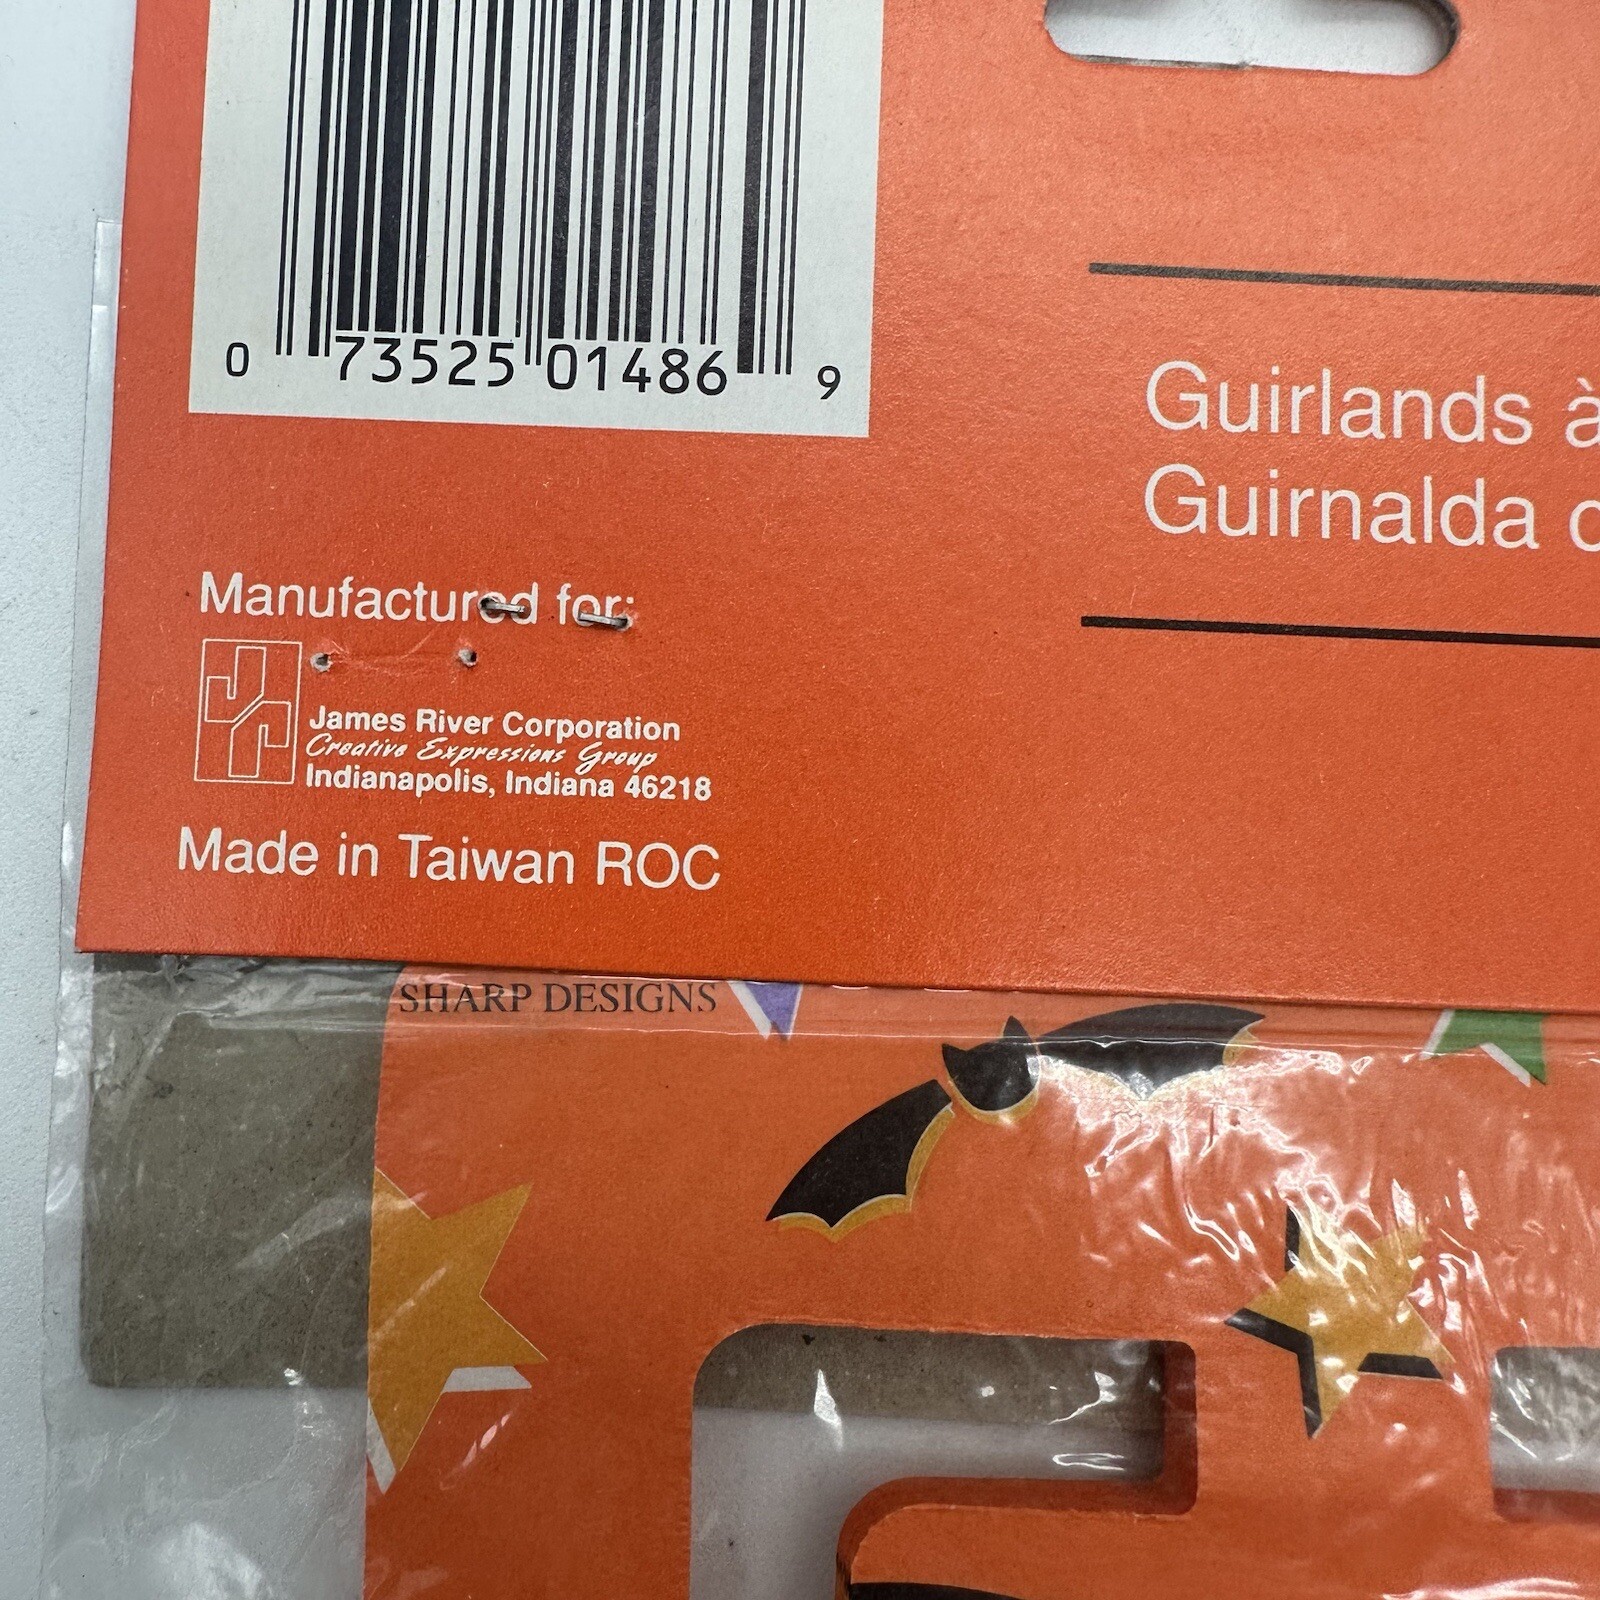 0 73525 01486 9
Guirlands à
Guirnalda
Manufactured for:
James River Corporation
Creative Expressions Group
Indianapolis, Indiana 46218
Made in Taiwan ROC
SHARP DESIGNS